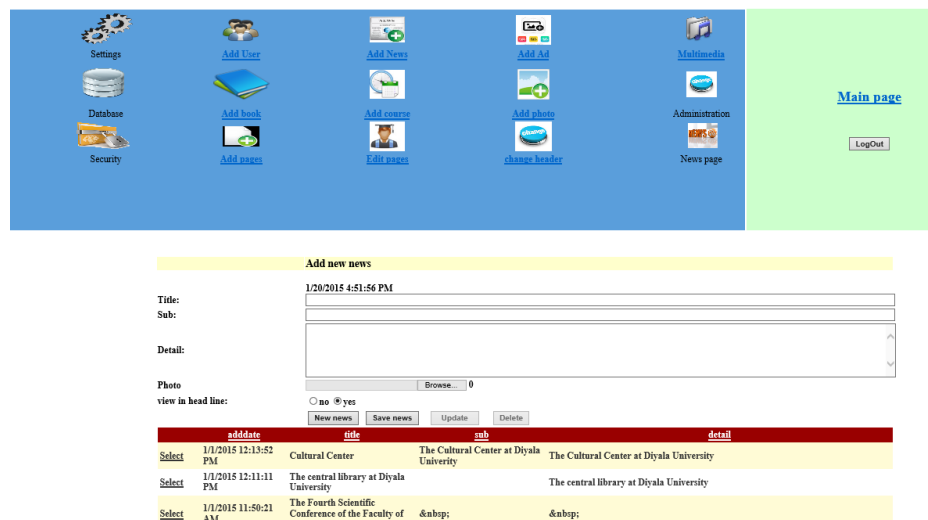 Settings Add User Add News Add Ad Multimedia
Database Add book Add course Add photo Administration
Security Add pages Edit pages change header News page
Main page
LogOut
Add new news
1/20/2015 4:51:56 PM
Title:
Sub:
Detail:
Photo Browse... 0
view in head line: no yes
New news Save news Update Delete
adddate title sub detail
Select 1/1/2015 12:13:52 PM Cultural Center The Cultural Center at Diyala Univerity The Cultural Center at Diyala University
Select 1/1/2015 12:11:11 PM The central library at Diyala University The central library at Diyala University
Select 1/1/2015 11:50:21 AM The Fourth Scientific Conference of the Faculty of &nbsp; &nbsp;